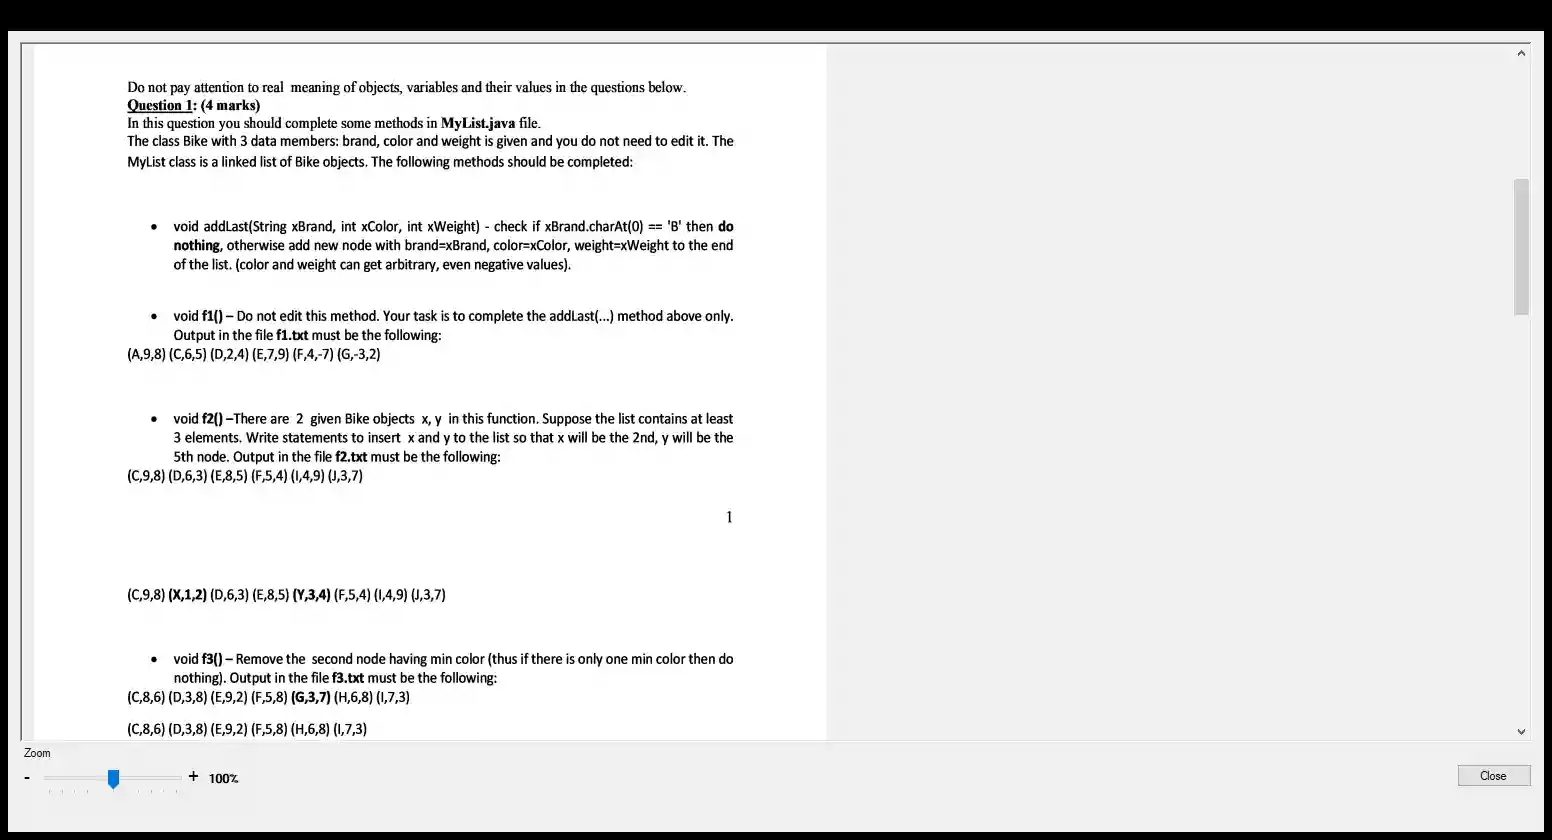 Do not pay attention to real meaning of objects, variables and their values in the questions below.
Question 1: (4 marks)
In this question you should complete some methods in MyList.java file.
The class Bike with 3 data members: brand, color and weight is given and you do not need to edit it. The
MyList class is a linked list of Bike objects. The following methods should be completed:
• void addLast(String xBrand, int xColor, int xWeight) - check if xBrand.charAt(0) == 'B' then do
nothing, otherwise add new node with brand=xBrand, color=xColor, weight=xWeight to the end
of the list. (color and weight can get arbitrary, even negative values).
• void f1() – Do not edit this method. Your task is to complete the addLast(...) method above only.
Output in the file f1.txt must be the following:
(A,9,8) (C,6,5) (D,2,4) (E,7,9) (F,4,-7) (G,-3,2)
• void f2() –There are 2 given Bike objects x, y in this function. Suppose the list contains at least
3 elements. Write statements to insert x and y to the list so that x will be the 2nd, y will be the
5th node. Output in the file f2.txt must be the following:
(C,9,8) (D,6,3) (E,8,5) (F,5,4) (I,4,9) (J,3,7)
1
(C,9,8) (X,1,2) (D,6,3) (E,8,5) (Y,3,4) (F,5,4) (I,4,9) (J,3,7)
• void f3() – Remove the second node having min color (thus if there is only one min color then do
nothing). Output in the file f3.txt must be the following:
(C,8,6) (D,3,8) (E,9,2) (F,5,8) (G,3,7) (H,6,8) (I,7,3)
(C,8,6) (D,3,8) (E,9,2) (F,5,8) (H,6,8) (I,7,3)
Zoom
- + 100%
Close